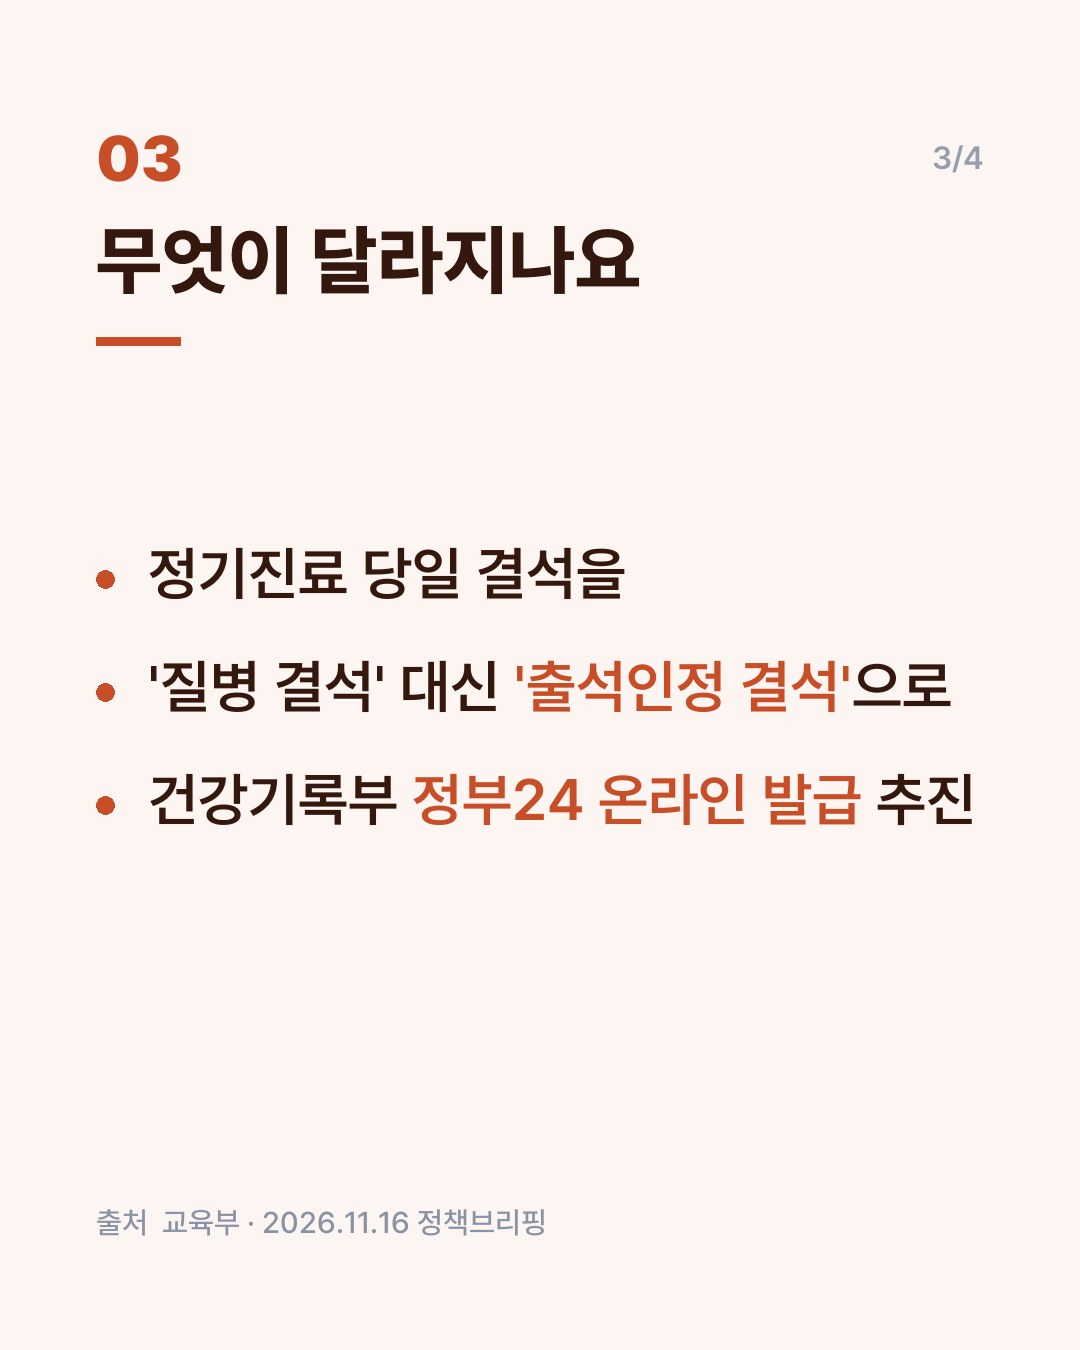 03
3/4
무엇이 달라지나요
정기진료 당일 결석을
'질병 결석' 대신 '출석인정 결석'으로
건강기록부 정부24 온라인 발급 추진
출처 교육부 · 2026.11.16 정책브리핑